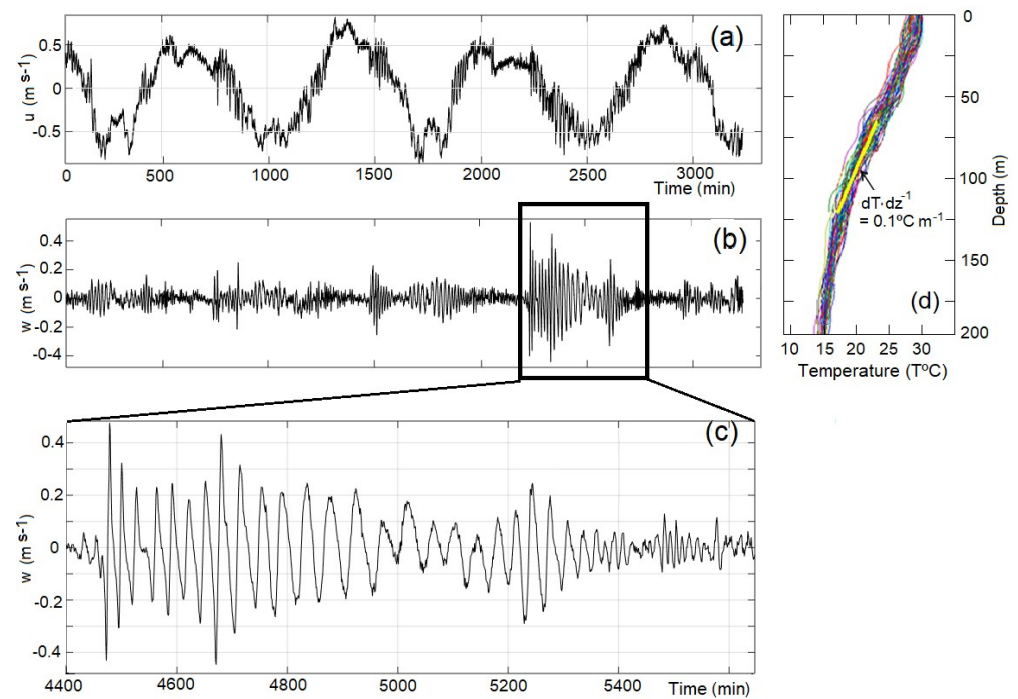 (a)
0.5
0
-0.5
u (m s-1)
0 500 1000 1500 2000 2500 3000
Time (min)
(b)
0.4
0.2
0
-0.2
-0.4
w (m s-1)
(c)
0.4
0.2
0
-0.2
-0.4
w (m s-1)
4400 4600 4800 5000 5200 5400
Time (min)
0
50
100
150
200
Depth (m)
dT·dz-1
= 0.1ºC m-1
(d)
10 15 20 25 30
Temperature (TºC)